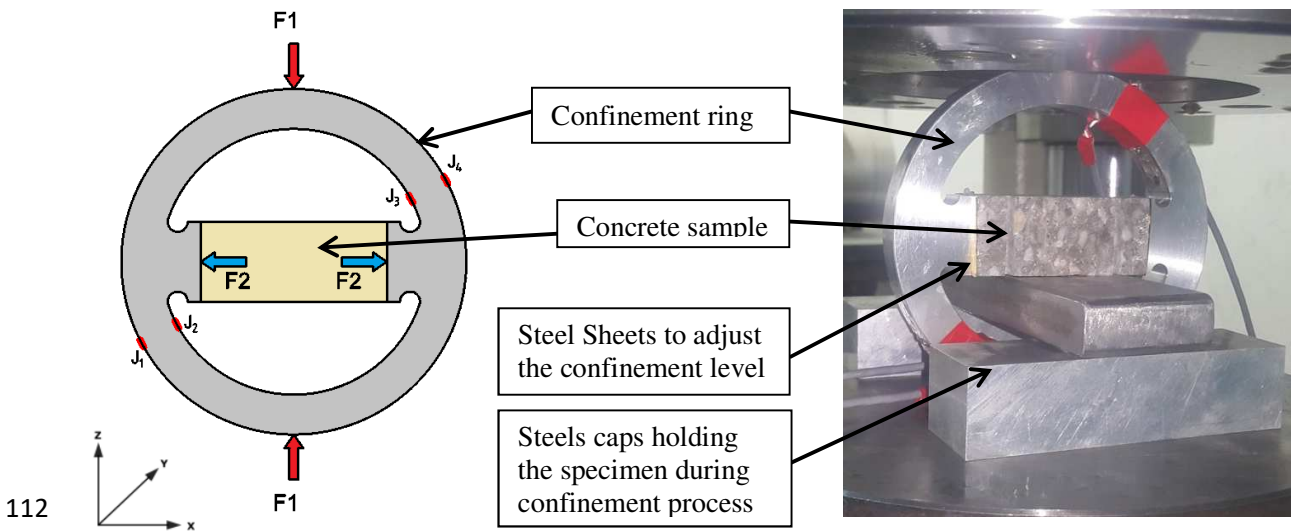 F1
Confinement ring
J4
J3
Concrete sample
F2
F2
J2
J1
Steel Sheets to adjust
the confinement level
Steels caps holding
the specimen during
confinement process
F1
112
Z
Y
X